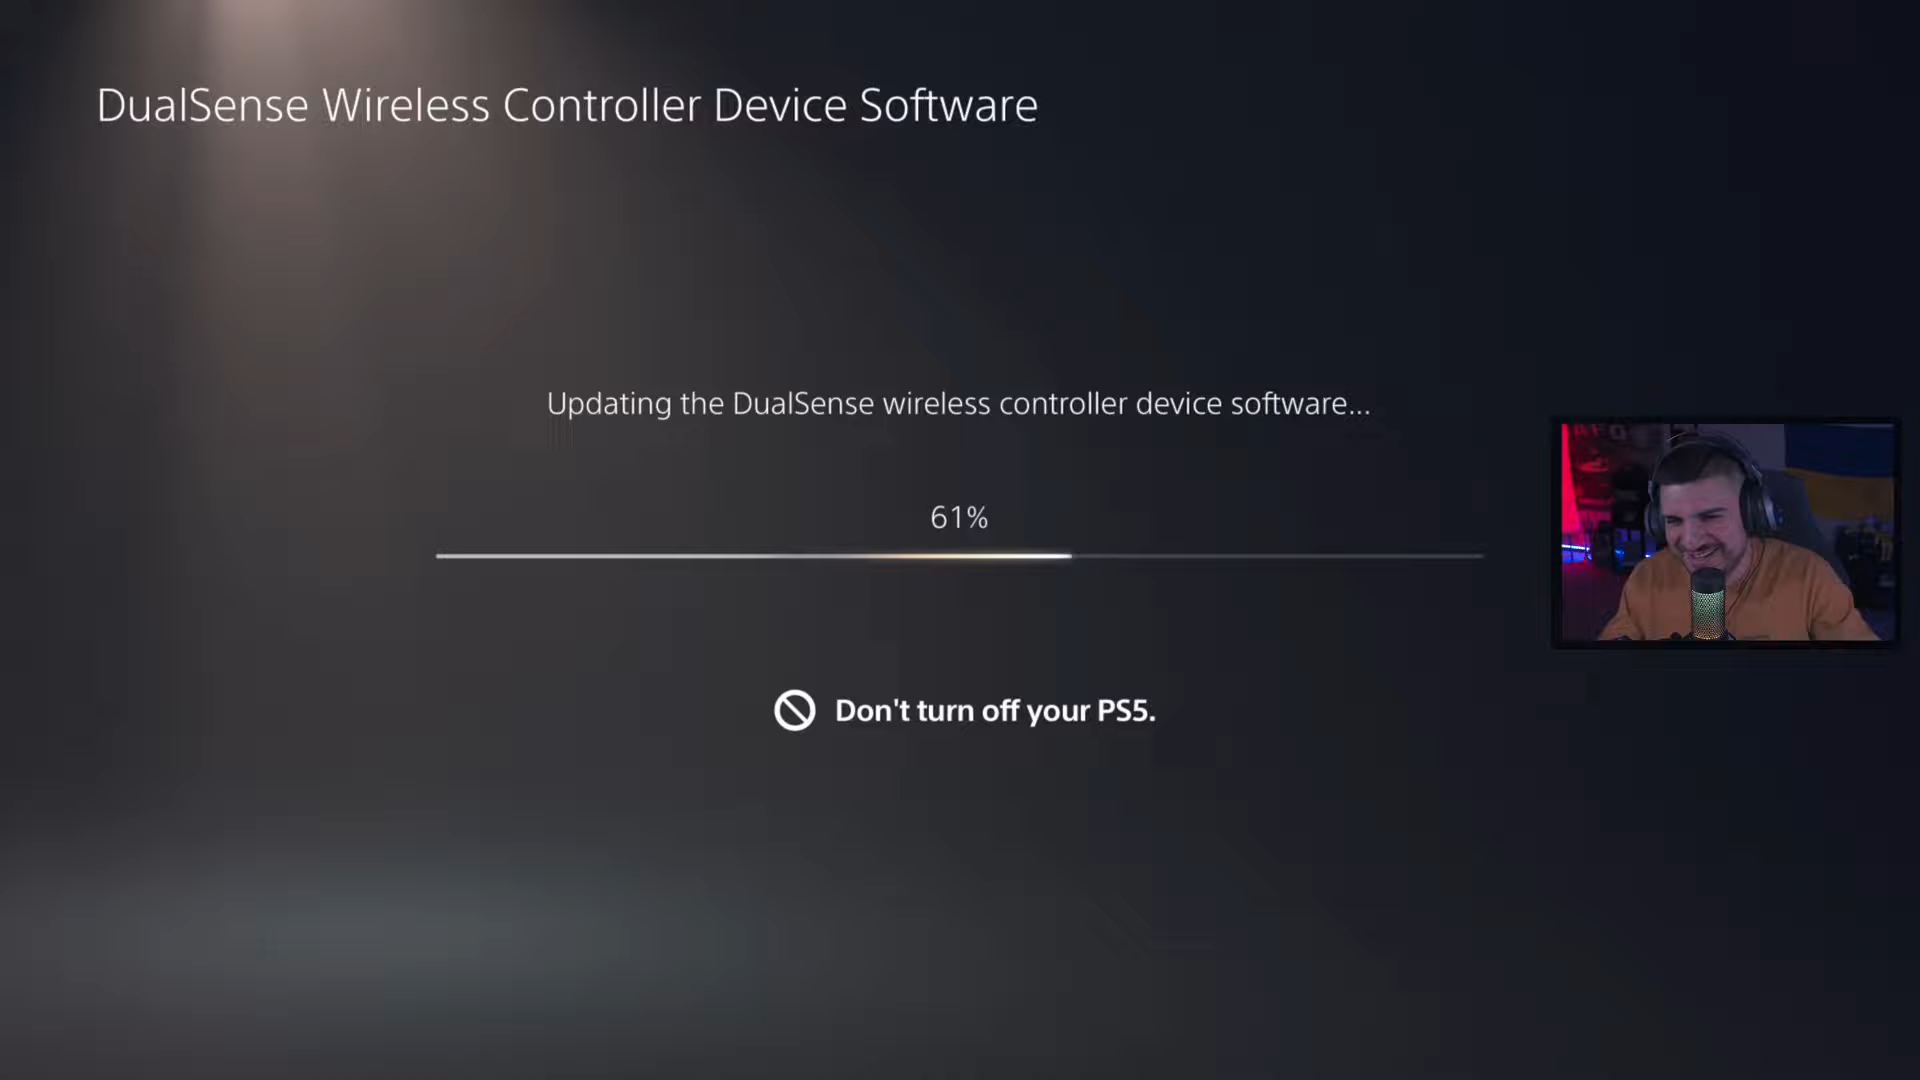 DualSense Wireless Controller Device Software
Updating the DualSense wireless controller device software...
61%
Don't turn off your PS5.